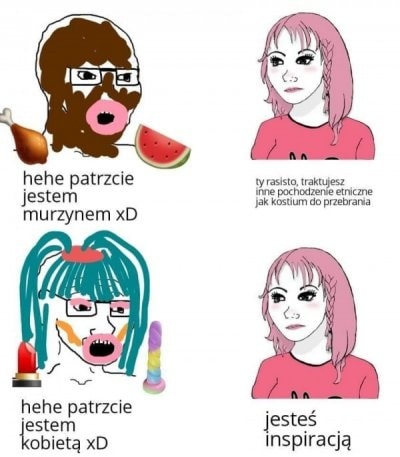 hehe patrzcie
jestem
murzynem xD
ty rasisto, traktujesz
inne pochodzenie etniczne
jak kostium do przebrania
hehe patrzcie
jestem
kobietą xD
jesteś
inspiracją